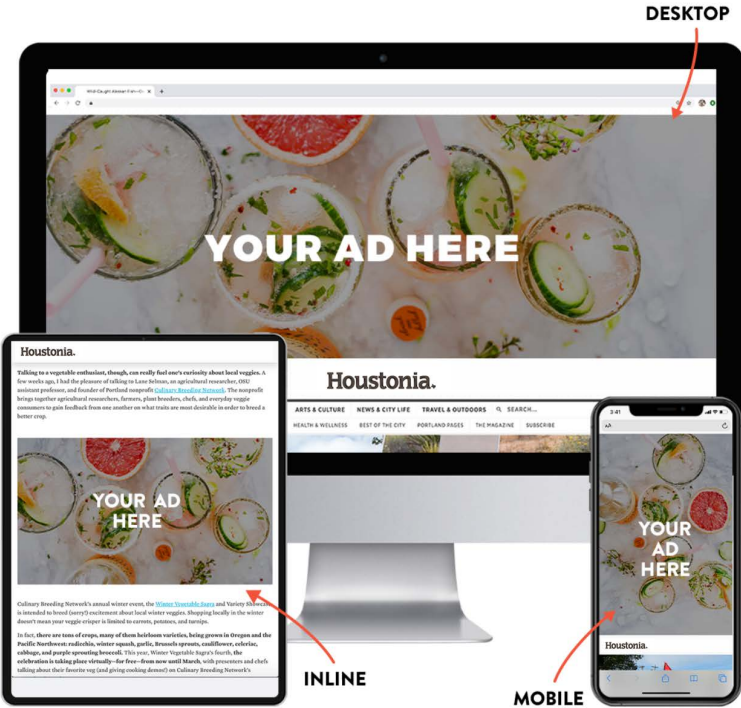 DESKTOP
YOUR AD HERE
Houstonia.
ARTS & CULTURE NEWS & CITY LIFE TRAVEL & OUTDOORS SEARCH...
HEALTH & WELLNESS BEST OF THE CITY PORTLAND PAGES THE MAGAZINE SUBSCRIBE
Houstonia.
Talking to a vegetable enthusiast, though, can really fuel one's curiosity about local veggies. A
few weeks ago, I had the pleasure of talking to Lane Selman, an agricultural researcher, OSU
assistant professor, and founder of Portland nonprofit Culinary Breeding Network. The nonprofit
brings together agricultural researchers, farmers, plant breeders, chefs, and everyday veggie
consumers to gain feedback from one another on what traits are most desirable in order to breed a
better crop.
YOUR AD
HERE
Culinary Breeding Network's annual winter event, the Winter Vegetable Sagra and Variety Showcase
is intended to breed (sorry!) excitement about local winter veggies. Shopping locally in the winter
doesn't mean your veggie crisper is limited to carrots, potatoes, and turnips.
In fact, there are tons of crops, many of them heirloom varieties, being grown in Oregon and the
Pacific Northwest: radicchio, winter squash, garlic, Brussels sprouts, cauliflower, celeriac,
cabbage, and purple sprouting broccoli. This year, Winter Vegetable Sagra's fourth, the
celebration is taking place virtually—for free—from now until March, with presenters and chefs
talking about their favorite veg (and giving cooking demos!) on Culinary Breeding Network's
INLINE
3:41
AA
YOUR
AD
HERE
Houstonia.
MOBILE